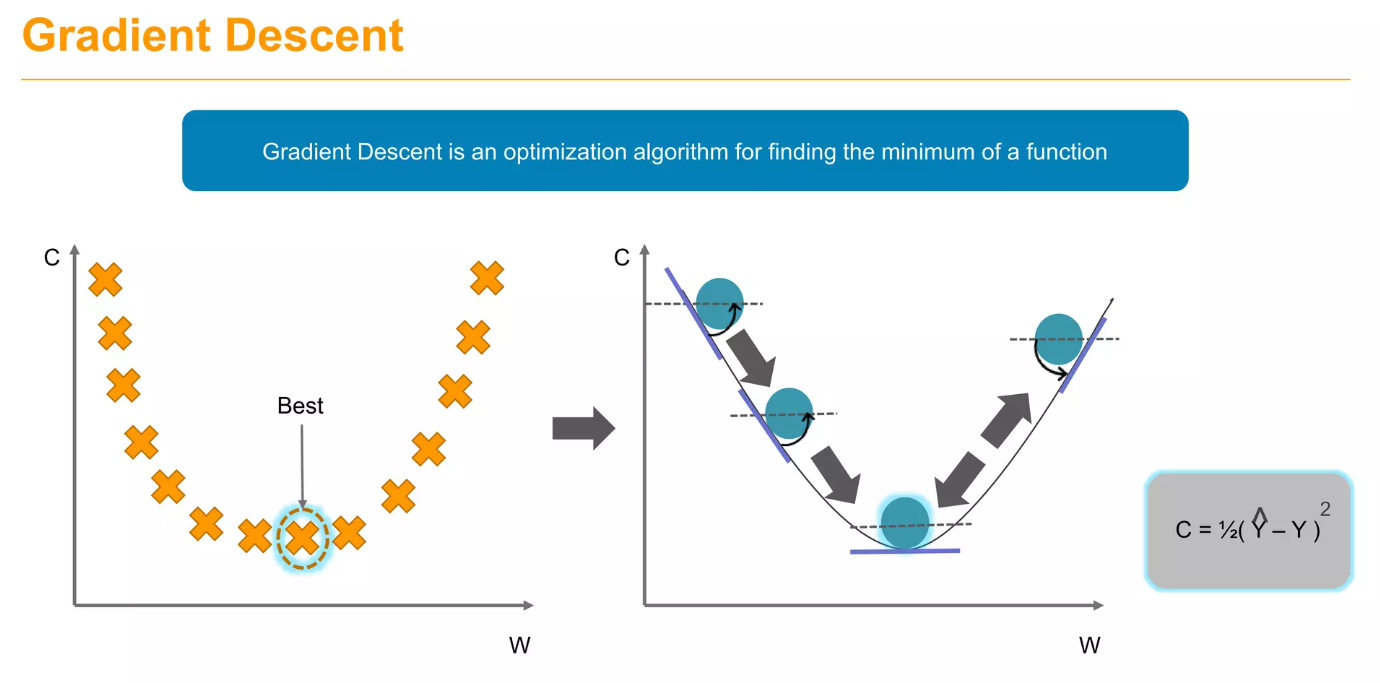 Gradient Descent
Gradient Descent is an optimization algorithm for finding the minimum of a function
C
Best
W
C
W
C = ½( Ŷ – Y )²